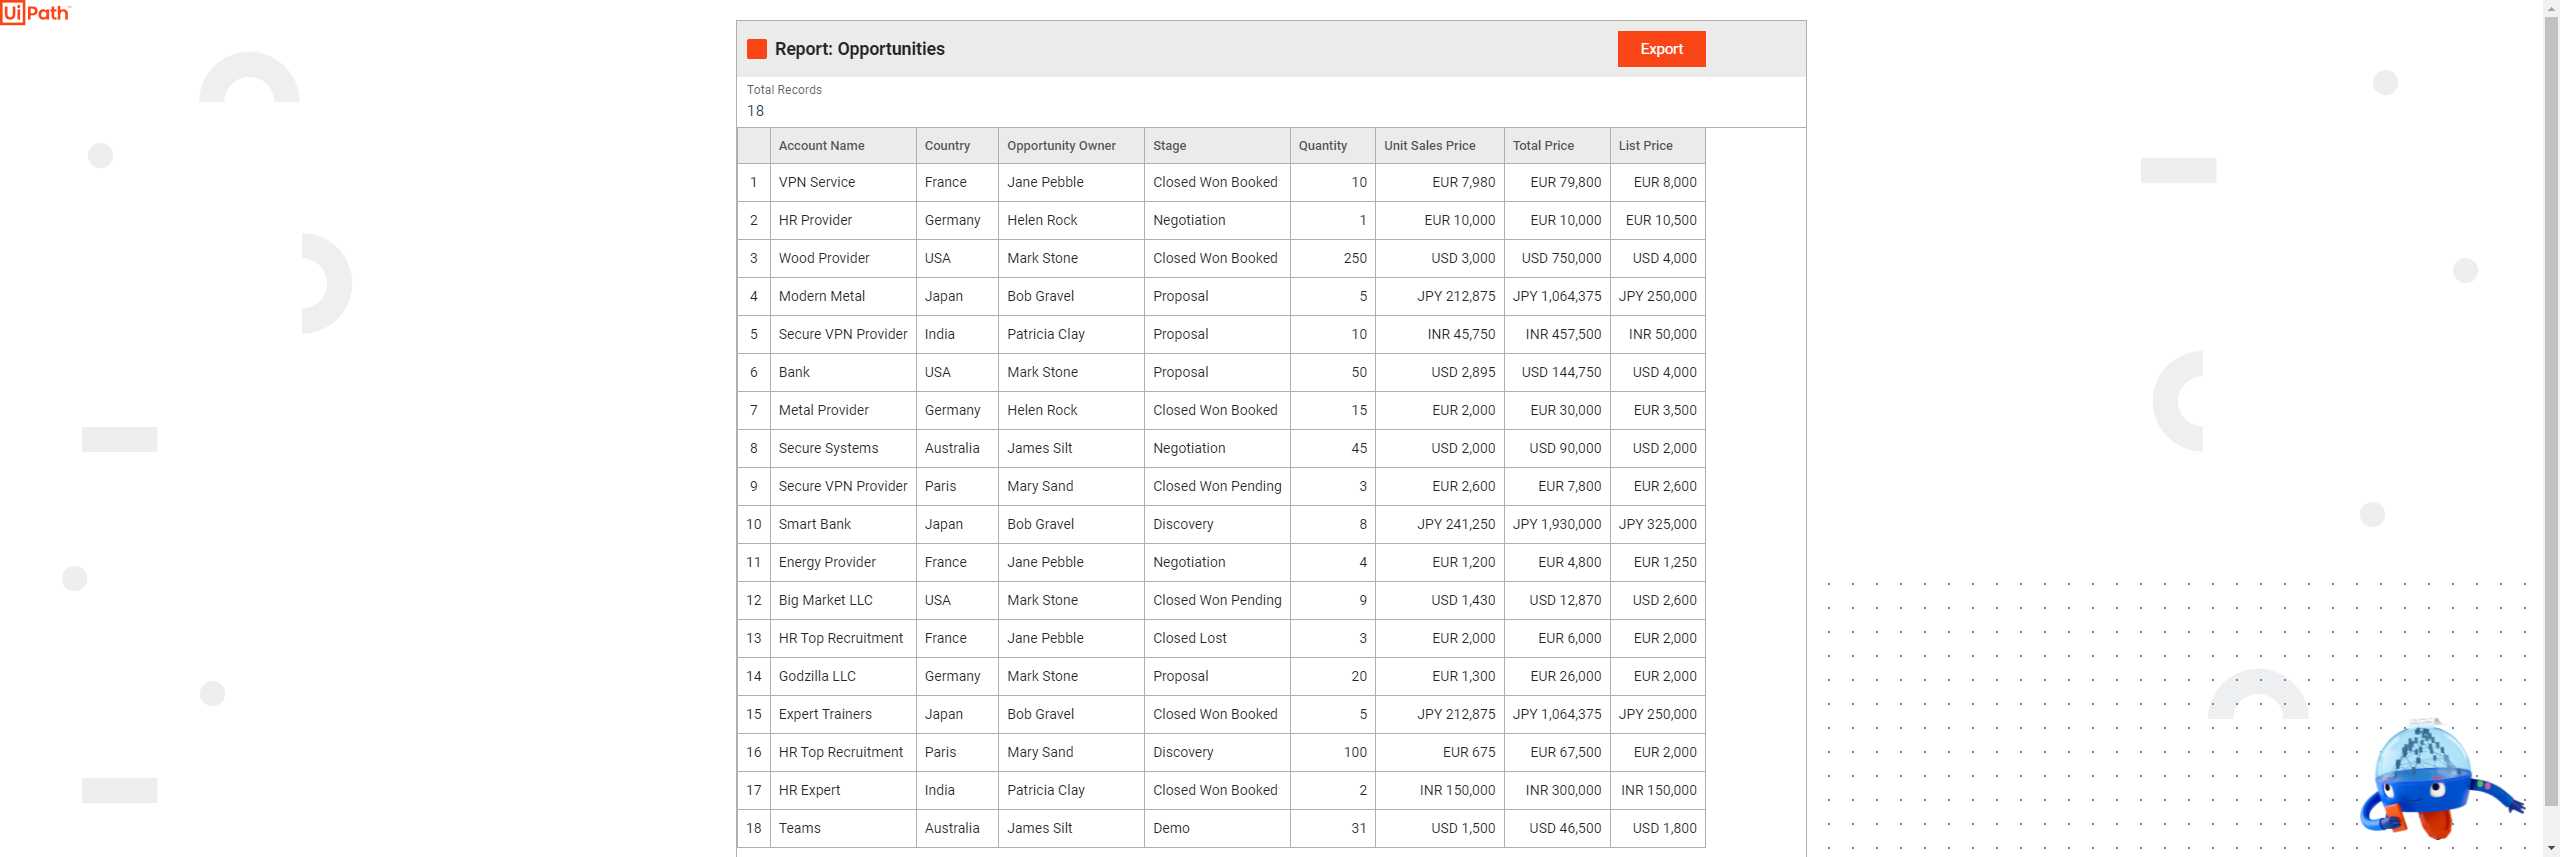 UiPath
Report: Opportunities
Export
Total Records
18
Account Name Country Opportunity Owner Stage Quantity Unit Sales Price Total Price List Price
1 VPN Service France Jane Pebble Closed Won Booked 10 EUR 7,980 EUR 79,800 EUR 8,000
2 HR Provider Germany Helen Rock Negotiation 1 EUR 10,000 EUR 10,000 EUR 10,500
3 Wood Provider USA Mark Stone Closed Won Booked 250 USD 3,000 USD 750,000 USD 4,000
4 Modern Metal Japan Bob Gravel Proposal 5 JPY 212,875 JPY 1,064,375 JPY 250,000
5 Secure VPN Provider India Patricia Clay Proposal 10 INR 45,750 INR 457,500 INR 50,000
6 Bank USA Mark Stone Proposal 50 USD 2,895 USD 144,750 USD 4,000
7 Metal Provider Germany Helen Rock Closed Won Booked 15 EUR 2,000 EUR 30,000 EUR 3,500
8 Secure Systems Australia James Silt Negotiation 45 USD 2,000 USD 90,000 USD 2,000
9 Secure VPN Provider Paris Mary Sand Closed Won Pending 3 EUR 2,600 EUR 7,800 EUR 2,600
10 Smart Bank Japan Bob Gravel Discovery 8 JPY 241,250 JPY 1,930,000 JPY 325,000
11 Energy Provider France Jane Pebble Negotiation 4 EUR 1,200 EUR 4,800 EUR 1,250
12 Big Market LLC USA Mark Stone Closed Won Pending 9 USD 1,430 USD 12,870 USD 2,600
13 HR Top Recruitment France Jane Pebble Closed Lost 3 EUR 2,000 EUR 6,000 EUR 2,000
14 Godzilla LLC Germany Mark Stone Proposal 20 EUR 1,300 EUR 26,000 EUR 2,000
15 Expert Trainers Japan Bob Gravel Closed Won Booked 5 JPY 212,875 JPY 1,064,375 JPY 250,000
16 HR Top Recruitment Paris Mary Sand Discovery 100 EUR 675 EUR 67,500 EUR 2,000
17 HR Expert India Patricia Clay Closed Won Booked 2 INR 150,000 INR 300,000 INR 150,000
18 Teams Australia James Silt Demo 31 USD 1,500 USD 46,500 USD 1,800